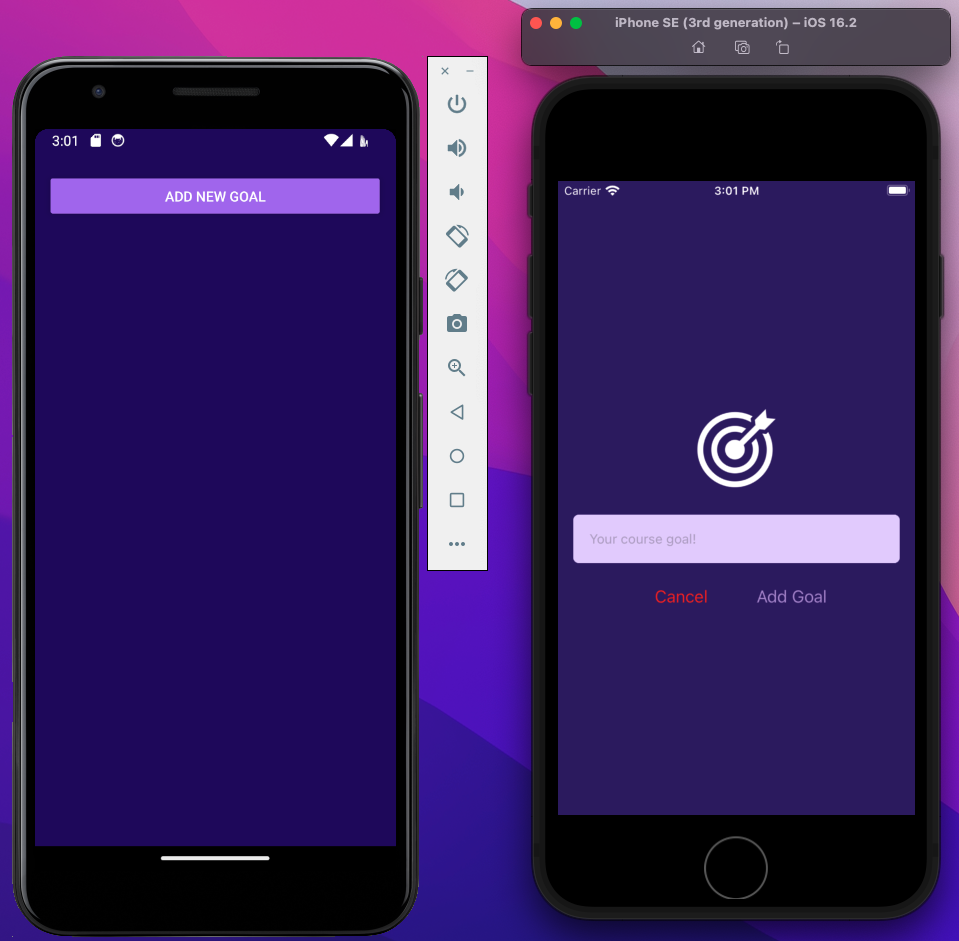 3:01
ADD NEW GOAL
iPhone SE (3rd generation) – iOS 16.2
Carrier
3:01 PM
Your course goal!
Cancel
Add Goal